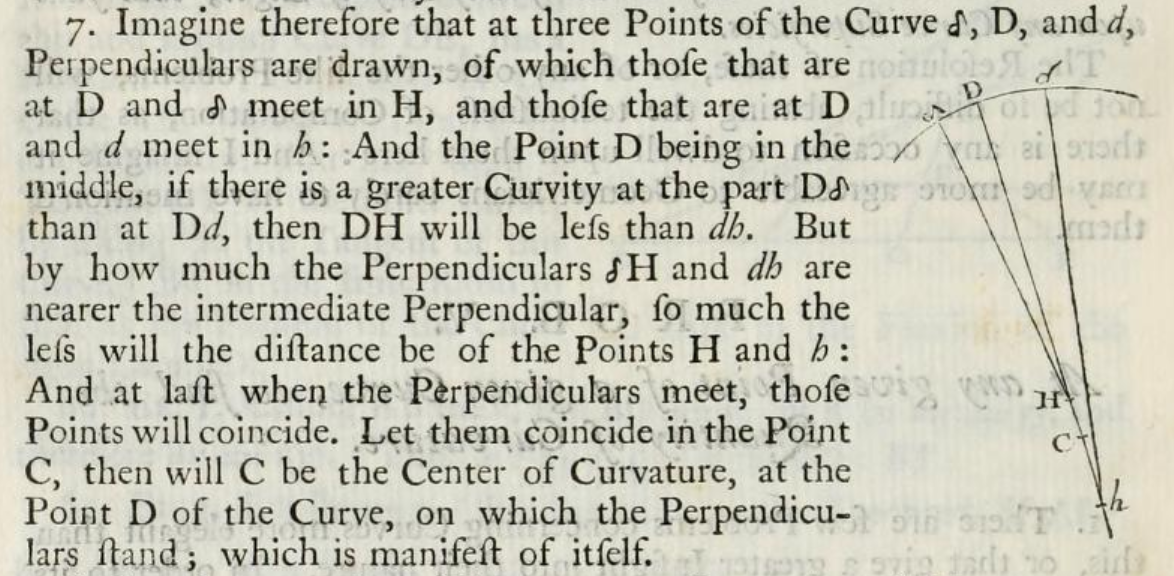 7. Imagine therefore that at three Points of the Curve δ, D, and d,
Perpendiculars are drawn, of which thoſe that are
at D and δ meet in H, and thoſe that are at D
and d meet in h: And the Point D being in the
middle, if there is a greater Curvity at the part Dδ
than at Dd, then DH will be leſs than dh. But
by how much the Perpendiculars δH and dh are
nearer the intermediate Perpendicular, ſo much the
leſs will the diſtance be of the Points H and h:
And at laſt when the Perpendiculars meet, thoſe
Points will coincide. Let them coincide in the Point
C, then will C be the Center of Curvature, at the
Point D of the Curve, on which the Perpendicu-
lars ſtand; which is manifeſt of itſelf.
δ D d
H
C
h